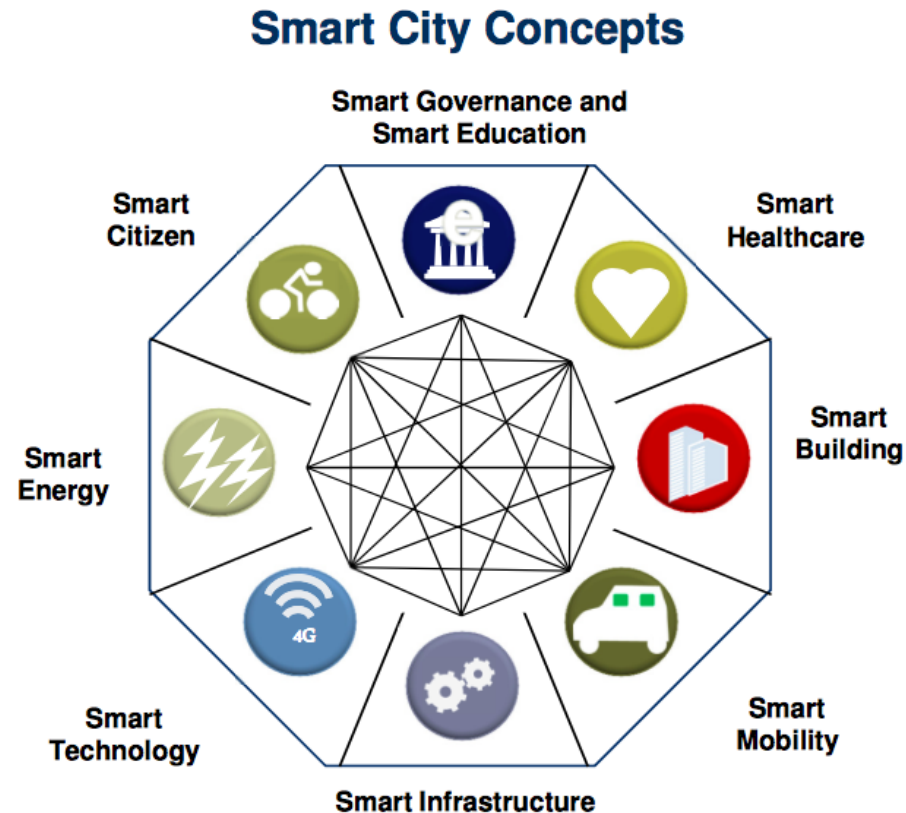 Smart City Concepts
Smart Governance and
Smart Education
Smart
Citizen
Smart
Healthcare
e
Smart
Building
Smart
Energy
4G
Smart
Technology
Smart
Mobility
Smart Infrastructure